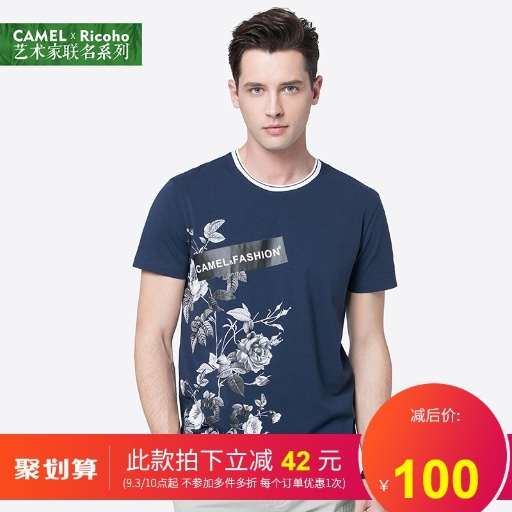 CAMEL x Ricoho
艺术家联名系列
CAMEL&FASHION®
减后价:
聚划算
此款拍下立减 42 元
(9.3/10点起 不参加多件多折 每个订单优惠1次)
¥100